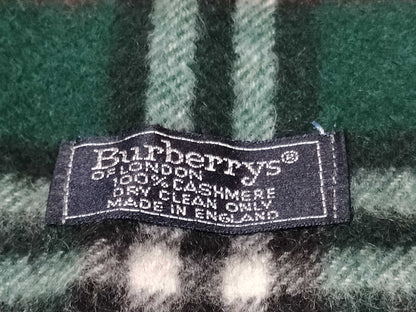 Burberrys®
OF LONDON
100% CASHMERE
DRY CLEAN ONLY
MADE IN ENGLAND